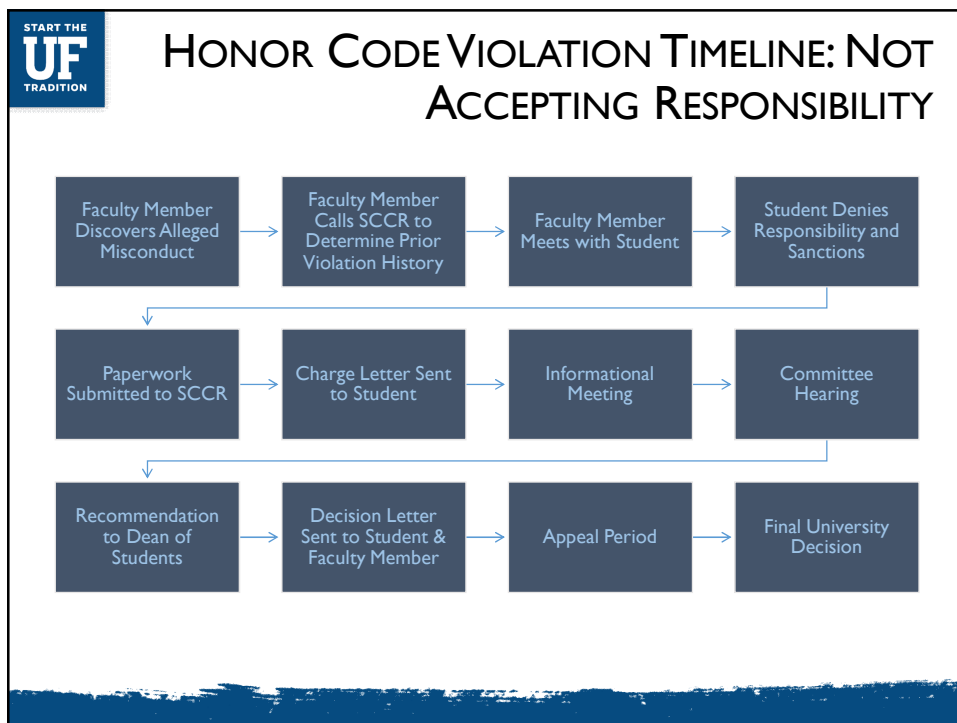 START THE
UF
TRADITION
HONOR CODE VIOLATION TIMELINE: NOT
ACCEPTING RESPONSIBILITY
Faculty Member
Discovers Alleged
Misconduct
Faculty Member
Calls SCCR to
Determine Prior
Violation History
Faculty Member
Meets with Student
Student Denies
Responsibility and
Sanctions
Paperwork
Submitted to SCCR
Charge Letter Sent
to Student
Informational
Meeting
Committee
Hearing
Recommendation
to Dean of
Students
Decision Letter
Sent to Student &
Faculty Member
Appeal Period
Final University
Decision